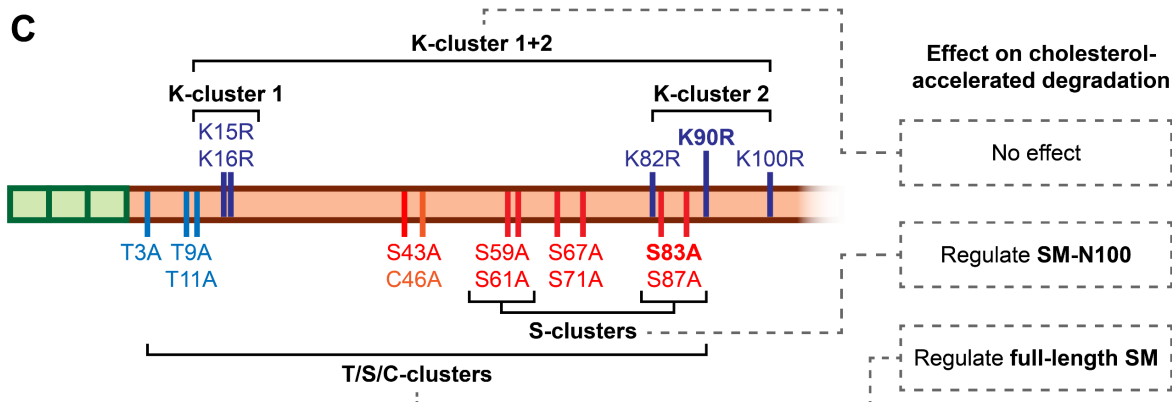 C
K-cluster 1+2
Effect on cholesterol-
accelerated degradation
K-cluster 1
K-cluster 2
K15R
K16R
K82R
K90R
K100R
No effect
T3A
T9A
T11A
S43A
C46A
S59A
S61A
S67A
S71A
S83A
S87A
Regulate SM-N100
S-clusters
T/S/C-clusters
Regulate full-length SM